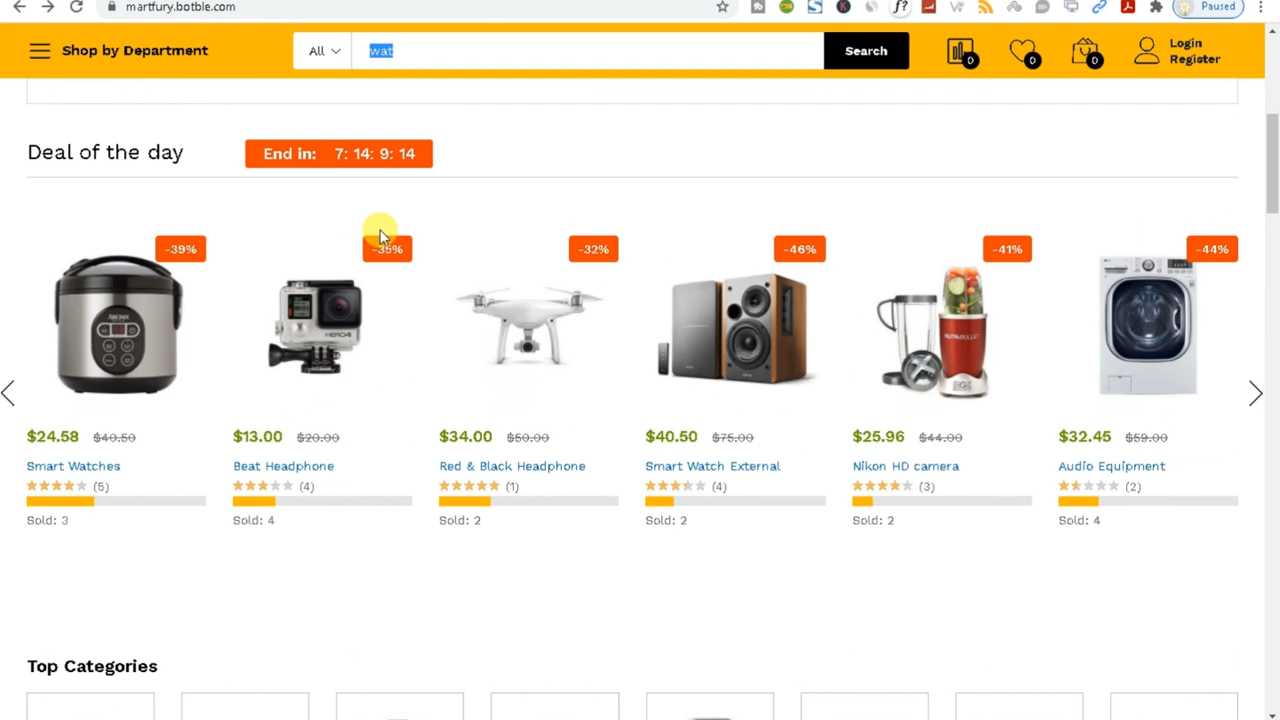 martfury.botble.com
Paused
Shop by Department
All
wat
Search
0
0
0
Login
Register
Deal of the day
End in: 7: 14: 9: 14
-39%
-35%
-32%
-46%
-41%
-44%
AROMA
HERO4
NUTRIBULLET
$24.58 $40.50
$13.00 $20.00
$34.00 $50.00
$40.50 $75.00
$25.96 $44.00
$32.45 $59.00
Smart Watches
Beat Headphone
Red & Black Headphone
Smart Watch External
Nikon HD camera
Audio Equipment
(5)
(4)
(1)
(4)
(3)
(2)
Sold: 3
Sold: 4
Sold: 2
Sold: 2
Sold: 2
Sold: 4
Top Categories